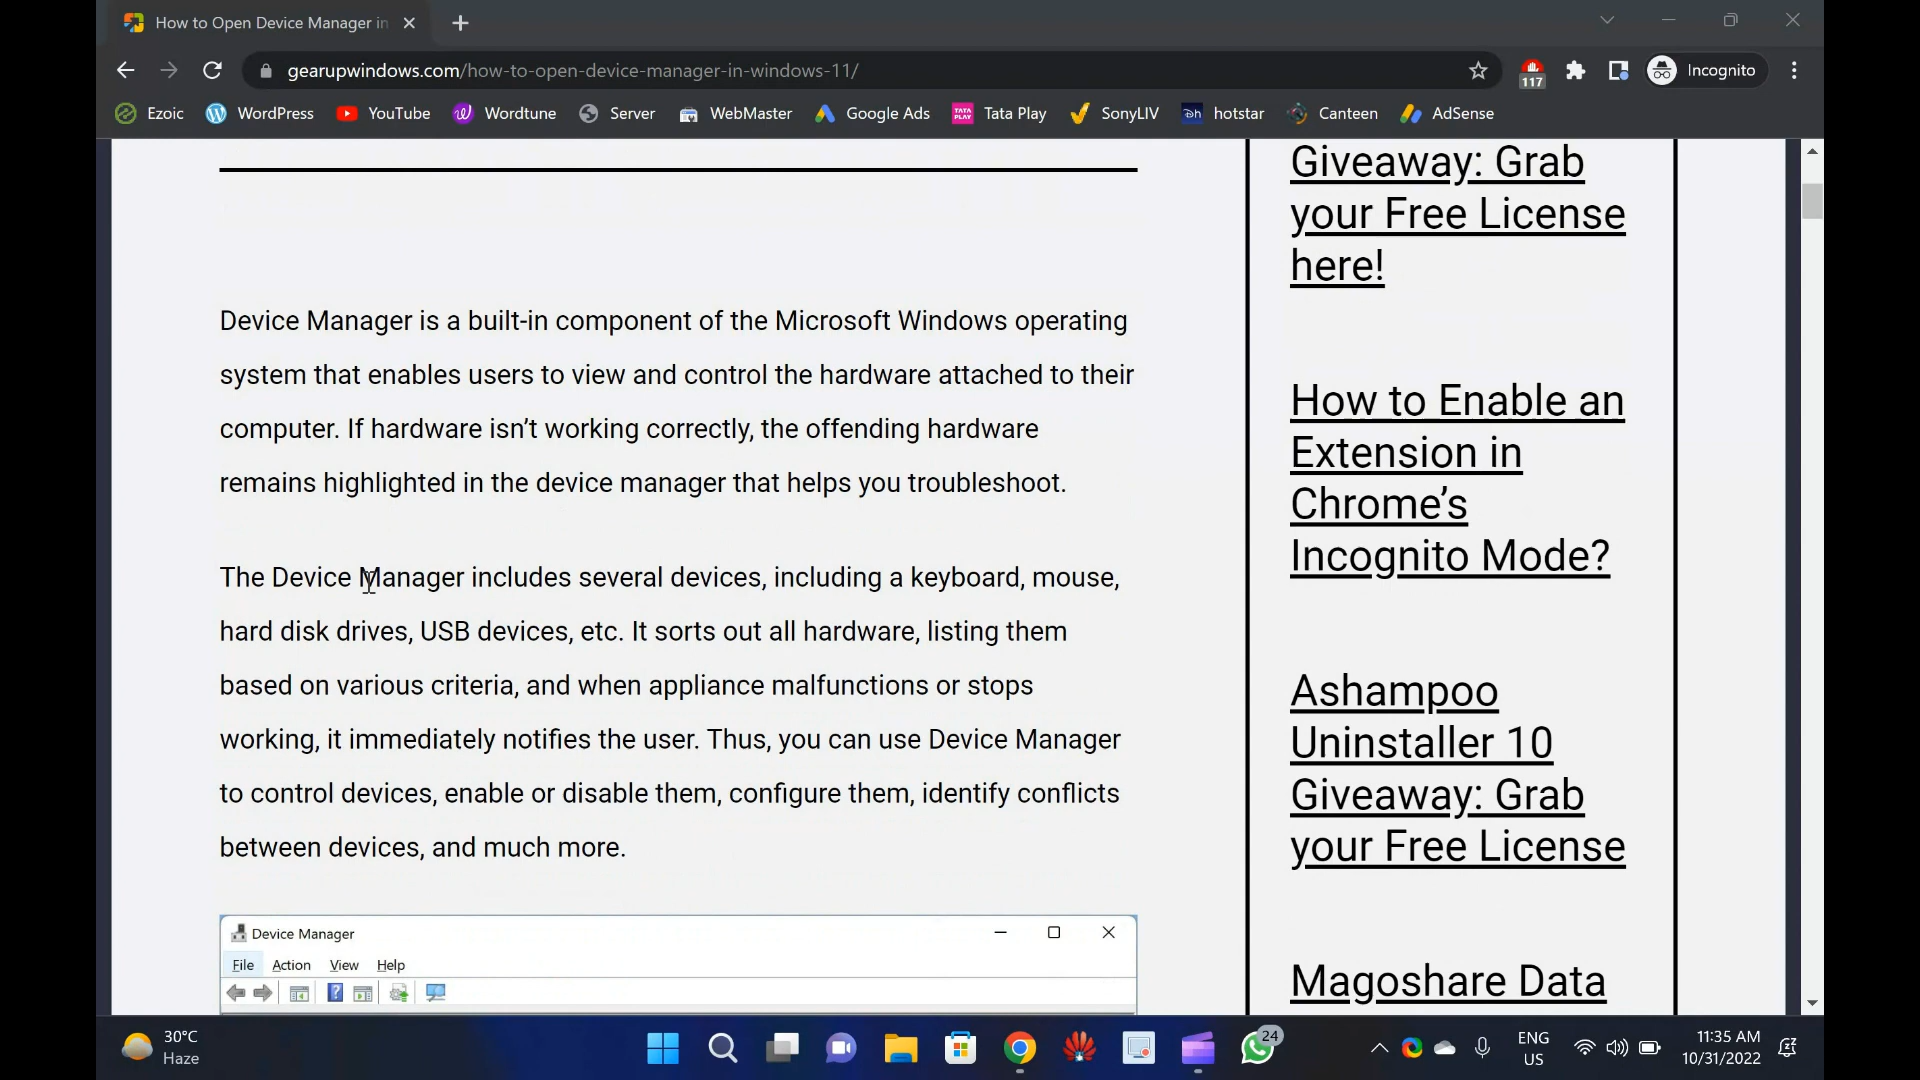 How to Open Device Manager in
gearupwindows.com/how-to-open-device-manager-in-windows-11/
117
Incognito
Ezoic
WordPress
YouTube
Wordtune
Server
WebMaster
Google Ads
TATA PLAY
Tata Play
SonyLIV
hotstar
Canteen
AdSense
Device Manager is a built-in component of the Microsoft Windows operating
system that enables users to view and control the hardware attached to their
computer. If hardware isn’t working correctly, the offending hardware
remains highlighted in the device manager that helps you troubleshoot.
The Device Manager includes several devices, including a keyboard, mouse,
hard disk drives, USB devices, etc. It sorts out all hardware, listing them
based on various criteria, and when appliance malfunctions or stops
working, it immediately notifies the user. Thus, you can use Device Manager
to control devices, enable or disable them, configure them, identify conflicts
between devices, and much more.
Device Manager
File Action View Help
Giveaway: Grab
your Free License
here!
How to Enable an
Extension in
Chrome’s
Incognito Mode?
Ashampoo
Uninstaller 10
Giveaway: Grab
your Free License
Magoshare Data
30°C
Haze
24
ENG
US
11:35 AM
10/31/2022